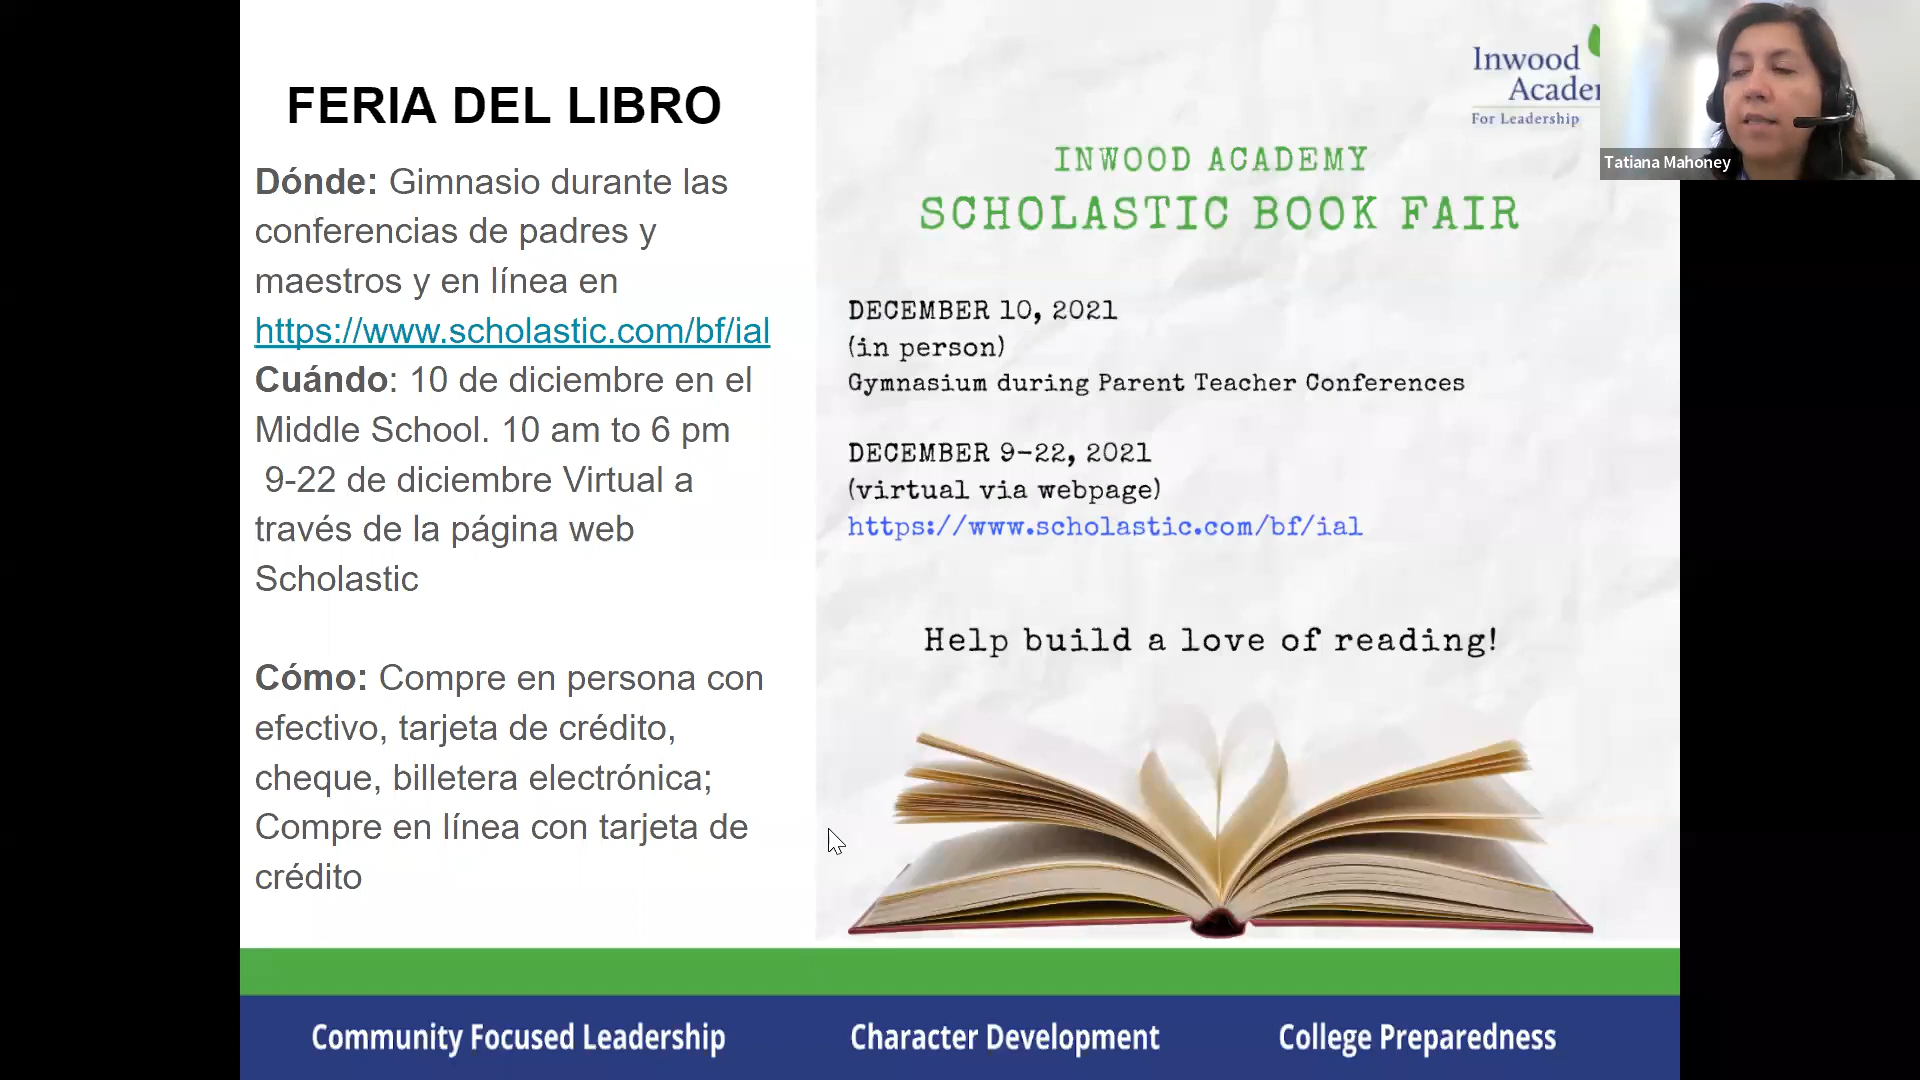 FERIA DEL LIBRO
Dónde: Gimnasio durante las
conferencias de padres y
maestros y en línea en
https://www.scholastic.com/bf/ial
Cuándo: 10 de diciembre en el
Middle School. 10 am to 6 pm
9-22 de diciembre Virtual a
través de la página web
Scholastic
Cómo: Compre en persona con
efectivo, tarjeta de crédito,
cheque, billetera electrónica;
Compre en línea con tarjeta de
crédito
Inwood
Academ
For Leadership
INWOOD ACADEMY
SCHOLASTIC BOOK FAIR
DECEMBER 10, 2021
(in person)
Gymnasium during Parent Teacher Conferences
DECEMBER 9-22, 2021
(virtual via webpage)
https://www.scholastic.com/bf/ial
Help build a love of reading!
Tatiana Mahoney
Community Focused Leadership
Character Development
College Preparedness